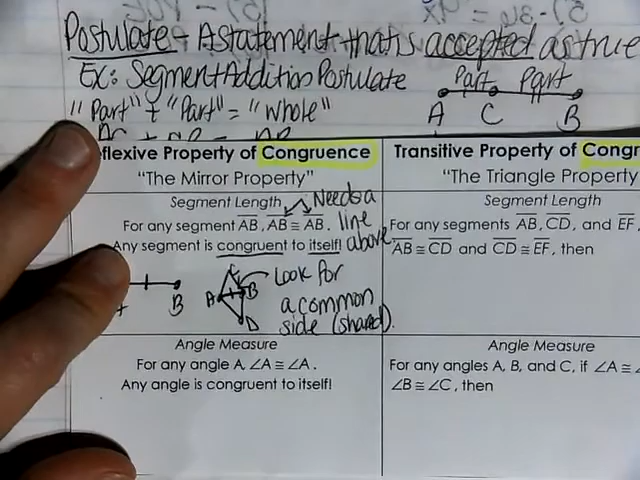 Postulate - A statement that is accepted as true
Ex: Segment Addition Postulate
"Part" + "Part" = "Whole"
Part Part
A C B
flexive Property of Congruence
"The Mirror Property"
Segment Length
Needs a line above
For any segment AB, AB ≅ AB.
Any segment is congruent to itself!
B
A B
D
Look for
a common
side (shared).
Angle Measure
For any angle A, ∠A ≅ ∠A.
Any angle is congruent to itself!
Transitive Property of Congr
"The Triangle Property
Segment Length
For any segments AB, CD, and EF,
AB ≅ CD and CD ≅ EF, then
Angle Measure
For any angles A, B, and C, if ∠A ≅ ∠
∠B ≅ ∠C, then